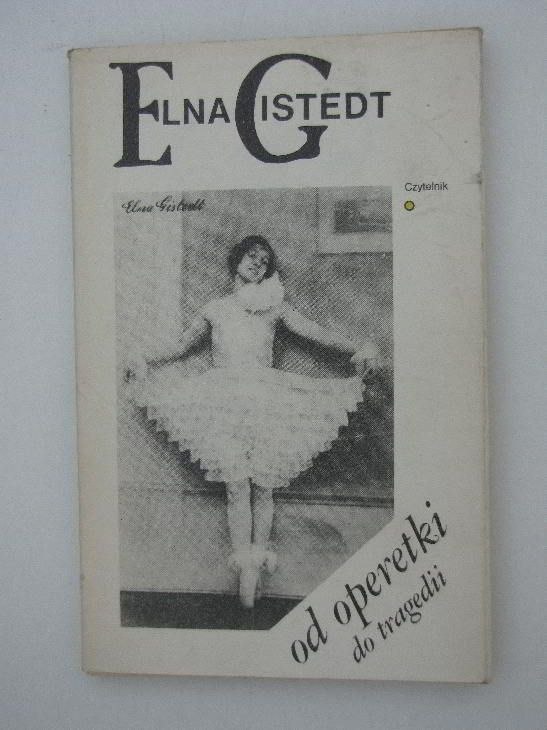 ELNA GISTEDT
Czytelnik
Elna Gistedt
od operetki
do tragedii